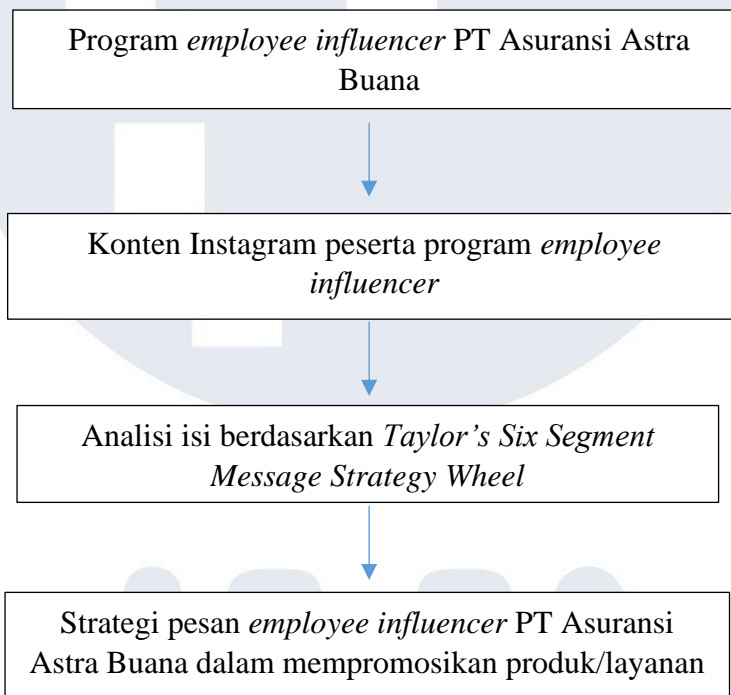 Program employee influencer PT Asuransi Astra
Buana
Konten Instagram peserta program employee
influencer
Analisi isi berdasarkan Taylor’s Six Segment
Message Strategy Wheel
Strategi pesan employee influencer PT Asuransi
Astra Buana dalam mempromosikan produk/layanan